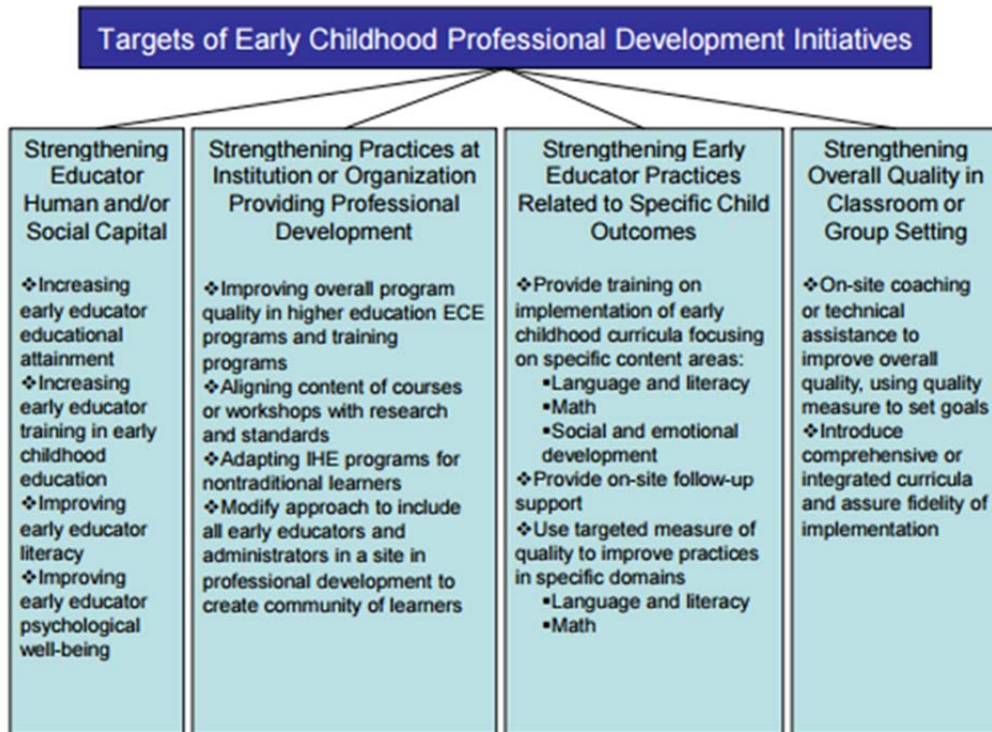 Targets of Early Childhood Professional Development Initiatives
Strengthening
Educator
Human and/or
Social Capital
❖Increasing
early educator
educational
attainment
❖Increasing
early educator
training in early
childhood
education
❖Improving
early educator
literacy
❖Improving
early educator
psychological
well-being
Strengthening Practices at
Institution or Organization
Providing Professional
Development
❖Improving overall program
quality in higher education ECE
programs and training
programs
❖Aligning content of courses
or workshops with research
and standards
❖Adapting IHE programs for
nontraditional learners
❖Modify approach to include
all early educators and
administrators in a site in
professional development to
create community of learners
Strengthening Early
Educator Practices
Related to Specific Child
Outcomes
❖Provide training on
implementation of early
childhood curricula focusing
on specific content areas:
▪Language and literacy
▪Math
▪Social and emotional
development
❖Provide on-site follow-up
support
❖Use targeted measure of
quality to improve practices
in specific domains
▪Language and literacy
▪Math
Strengthening
Overall Quality in
Classroom or
Group Setting
❖On-site coaching
or technical
assistance to
improve overall
quality, using quality
measure to set goals
❖Introduce
comprehensive or
integrated curricula
and assure fidelity of
implementation